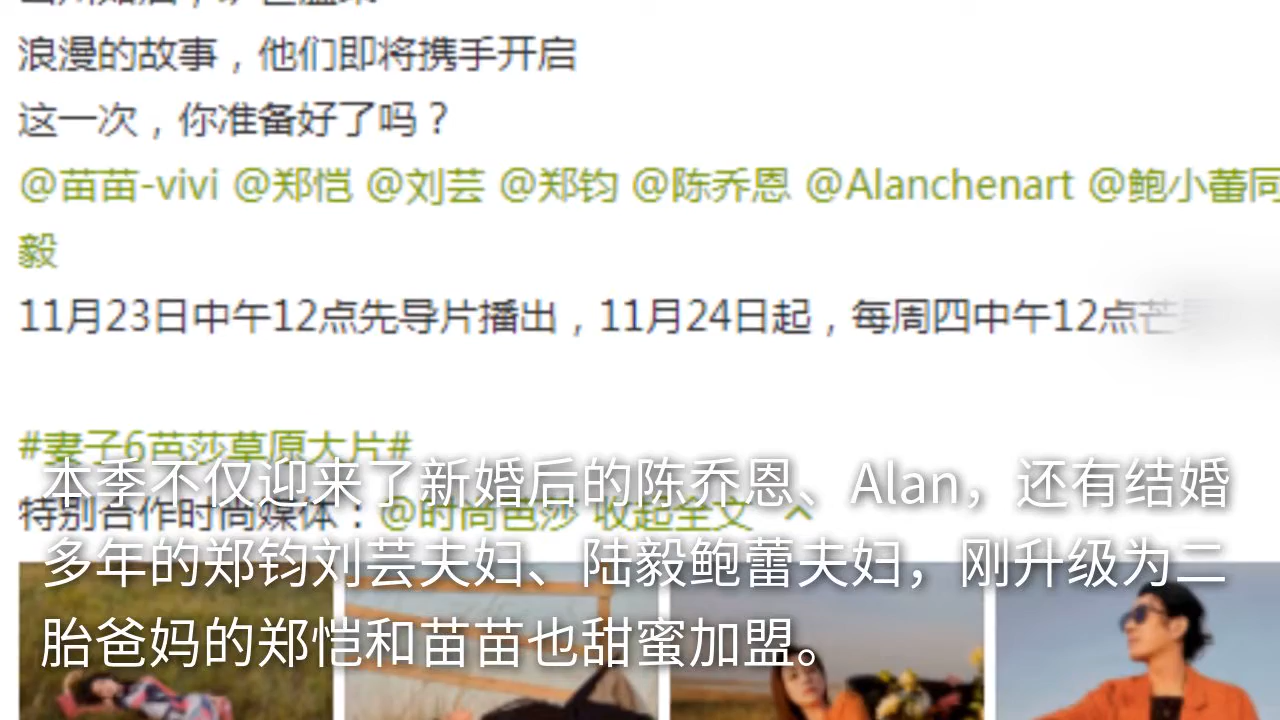 浪漫的故事，他们即将携手开启
这一次，你准备好了吗？
@苗苗-vivi @郑恺 @刘芸 @郑钧 @陈乔恩 @Alanchenart @鲍小蕾同
毅
11月23日中午12点先导片播出，11月24日起，每周四中午12点芒
#妻子6芭莎草原大片#
特别合作时尚媒体：@时尚芭莎 收起全文
本季不仅迎来了新婚后的陈乔恩、Alan，还有结婚
多年的郑钧刘芸夫妇、陆毅鲍蕾夫妇，刚升级为二
胎爸妈的郑恺和苗苗也甜蜜加盟。